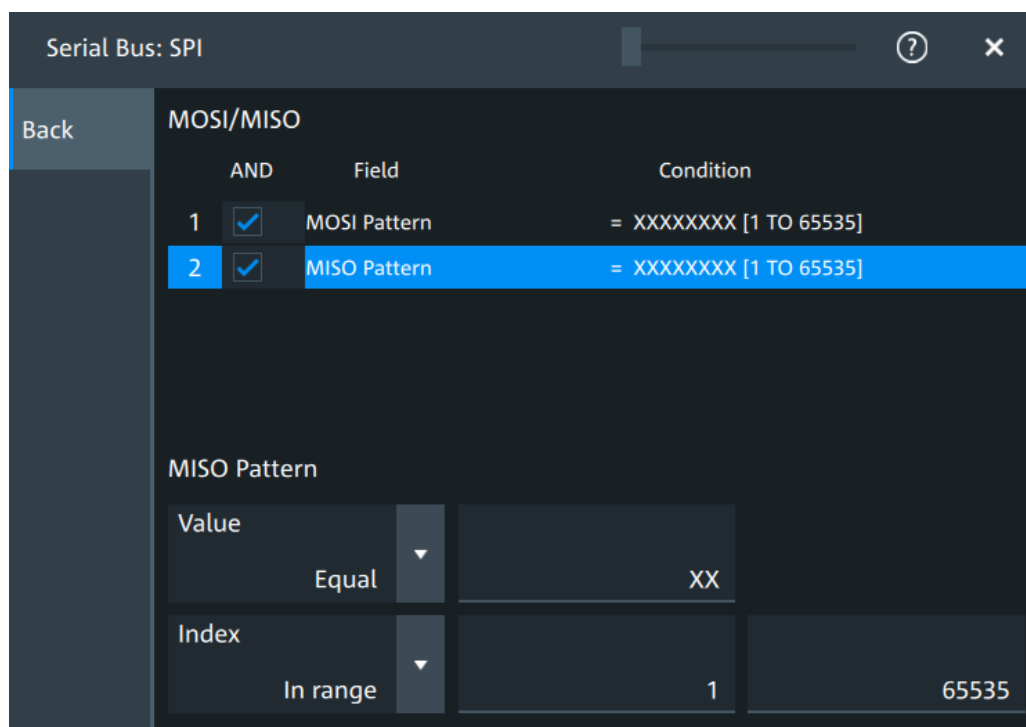 Serial Bus: SPI ? ×
Back
MOSI/MISO
AND Field Condition
1 MOSI Pattern = XXXXXXXX [1 TO 65535]
2 MISO Pattern = XXXXXXXX [1 TO 65535]
MISO Pattern
Value
Equal XX
Index
In range 1 65535